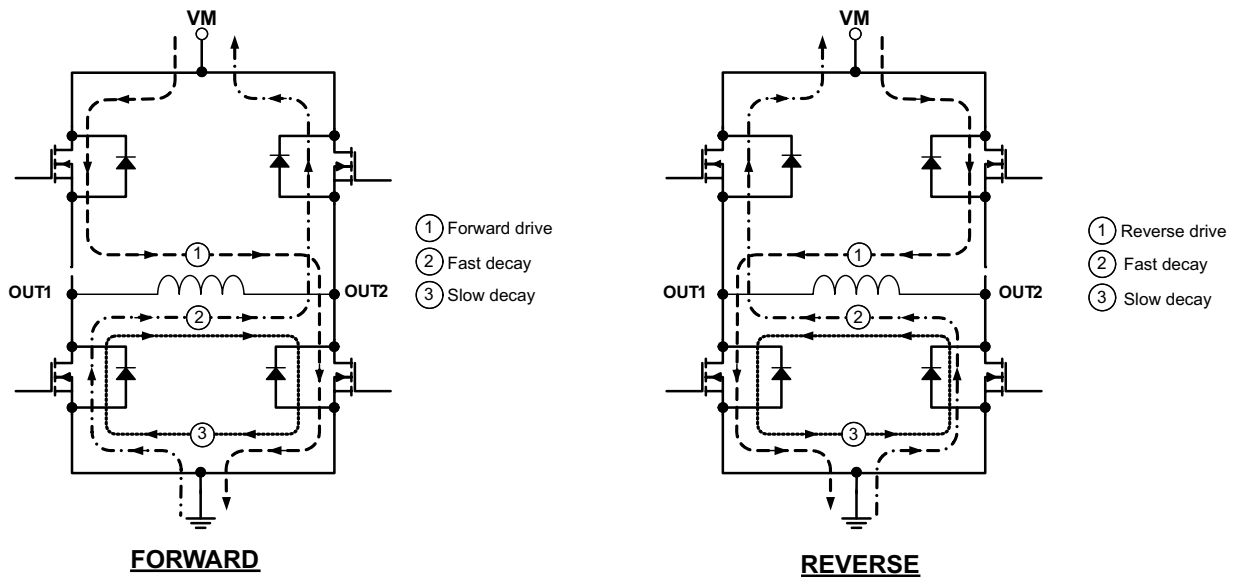 VM
1
1 Forward drive
2 Fast decay
3 Slow decay
OUT1
OUT2
2
3
FORWARD
VM
1
1 Reverse drive
2 Fast decay
3 Slow decay
OUT1
OUT2
2
3
REVERSE